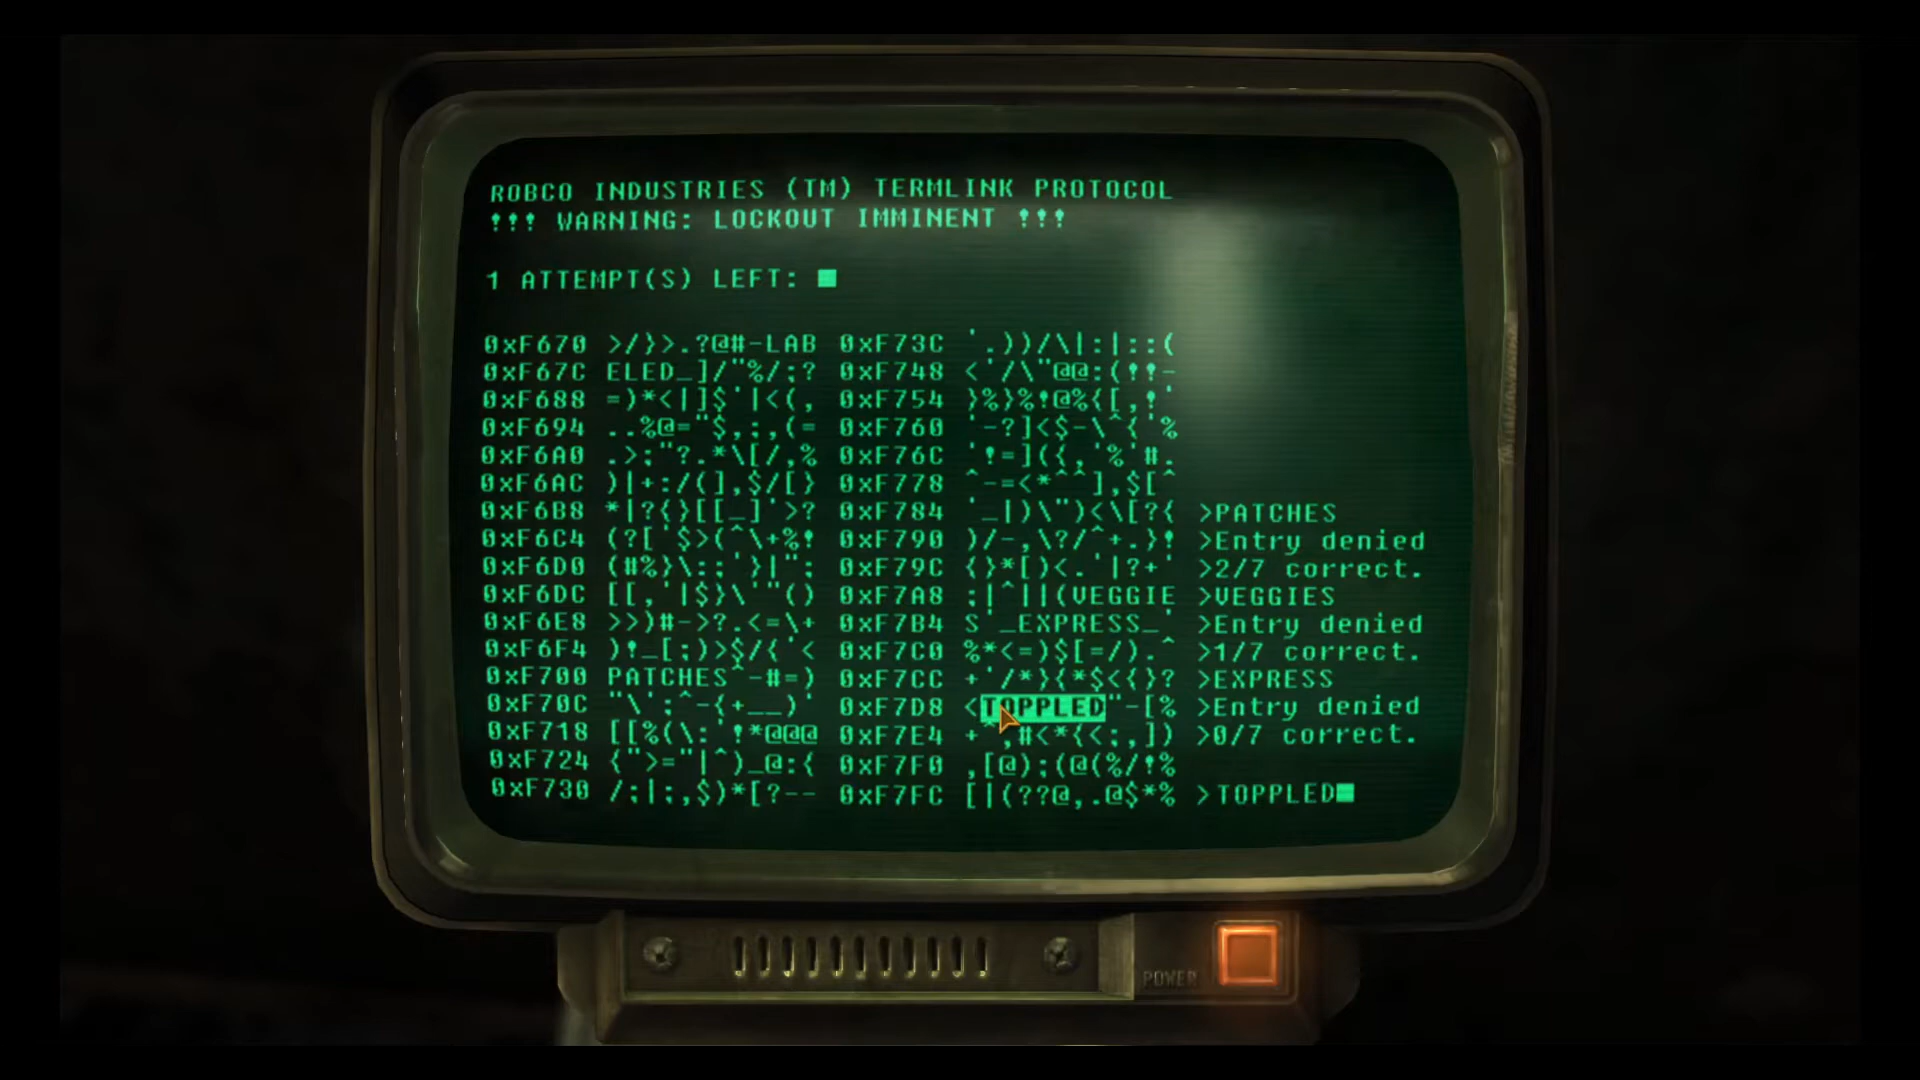 ROBCO INDUSTRIES (TM) TERMLINK PROTOCOL
!!! WARNING: LOCKOUT IMMINENT !!!
1 ATTEMPT(S) LEFT: ■
0xF670 >/}>.?@#-LAB 0xF73C '.))/\|:|::(
0xF67C ELED_]/"%/;? 0xF748 <'/\"@@:(!!-
0xF688 =)*<|]$'|<(, 0xF754 }%}%!@%{[,!'
0xF694 ..%@="$,:,(= 0xF760 '-?]<$-\^{'%
0xF6A0 .>;"?.*\[/,% 0xF76C '!=]({,'%'#.
0xF6AC )|+:/(],$/[} 0xF778 ^-=<*^^],$[^
0xF6B8 *|?{}[[_]'>? 0xF784 '_|)\")<\[?{ >PATCHES
0xF6C4 (?['$>(^\+%! 0xF790 )/-,\?/^+.}! >Entry denied
0xF6D0 (#%}\:;'}|"; 0xF79C {}*[)<.'|?+' >2/7 correct.
0xF6DC [[,'|$}\'"() 0xF7A8 ;|^||(VEGGIE >VEGGIES
0xF6E8 >>)#->?.<=\+ 0xF7B4 S'_EXPRESS_' >Entry denied
0xF6F4 )!_[;)>$/{'< 0xF7C0 %*<=)$[=/).^ >1/7 correct.
0xF700 PATCHES^-#=) 0xF7CC +'/*}{*$<{}? >EXPRESS
0xF70C "\';^-{+__)' 0xF7D8 <TOPPLED"-[% >Entry denied
0xF718 [[%(\:'!*@@@ 0xF7E4 +*,#<*{<;,]) >0/7 correct.
0xF724 {">="|^)_@:{ 0xF7F0 ,[@);(@(%/!%
0xF730 /;|;,$)*[?-- 0xF7FC [|(??@,.@$*% >TOPPLED■
POWER